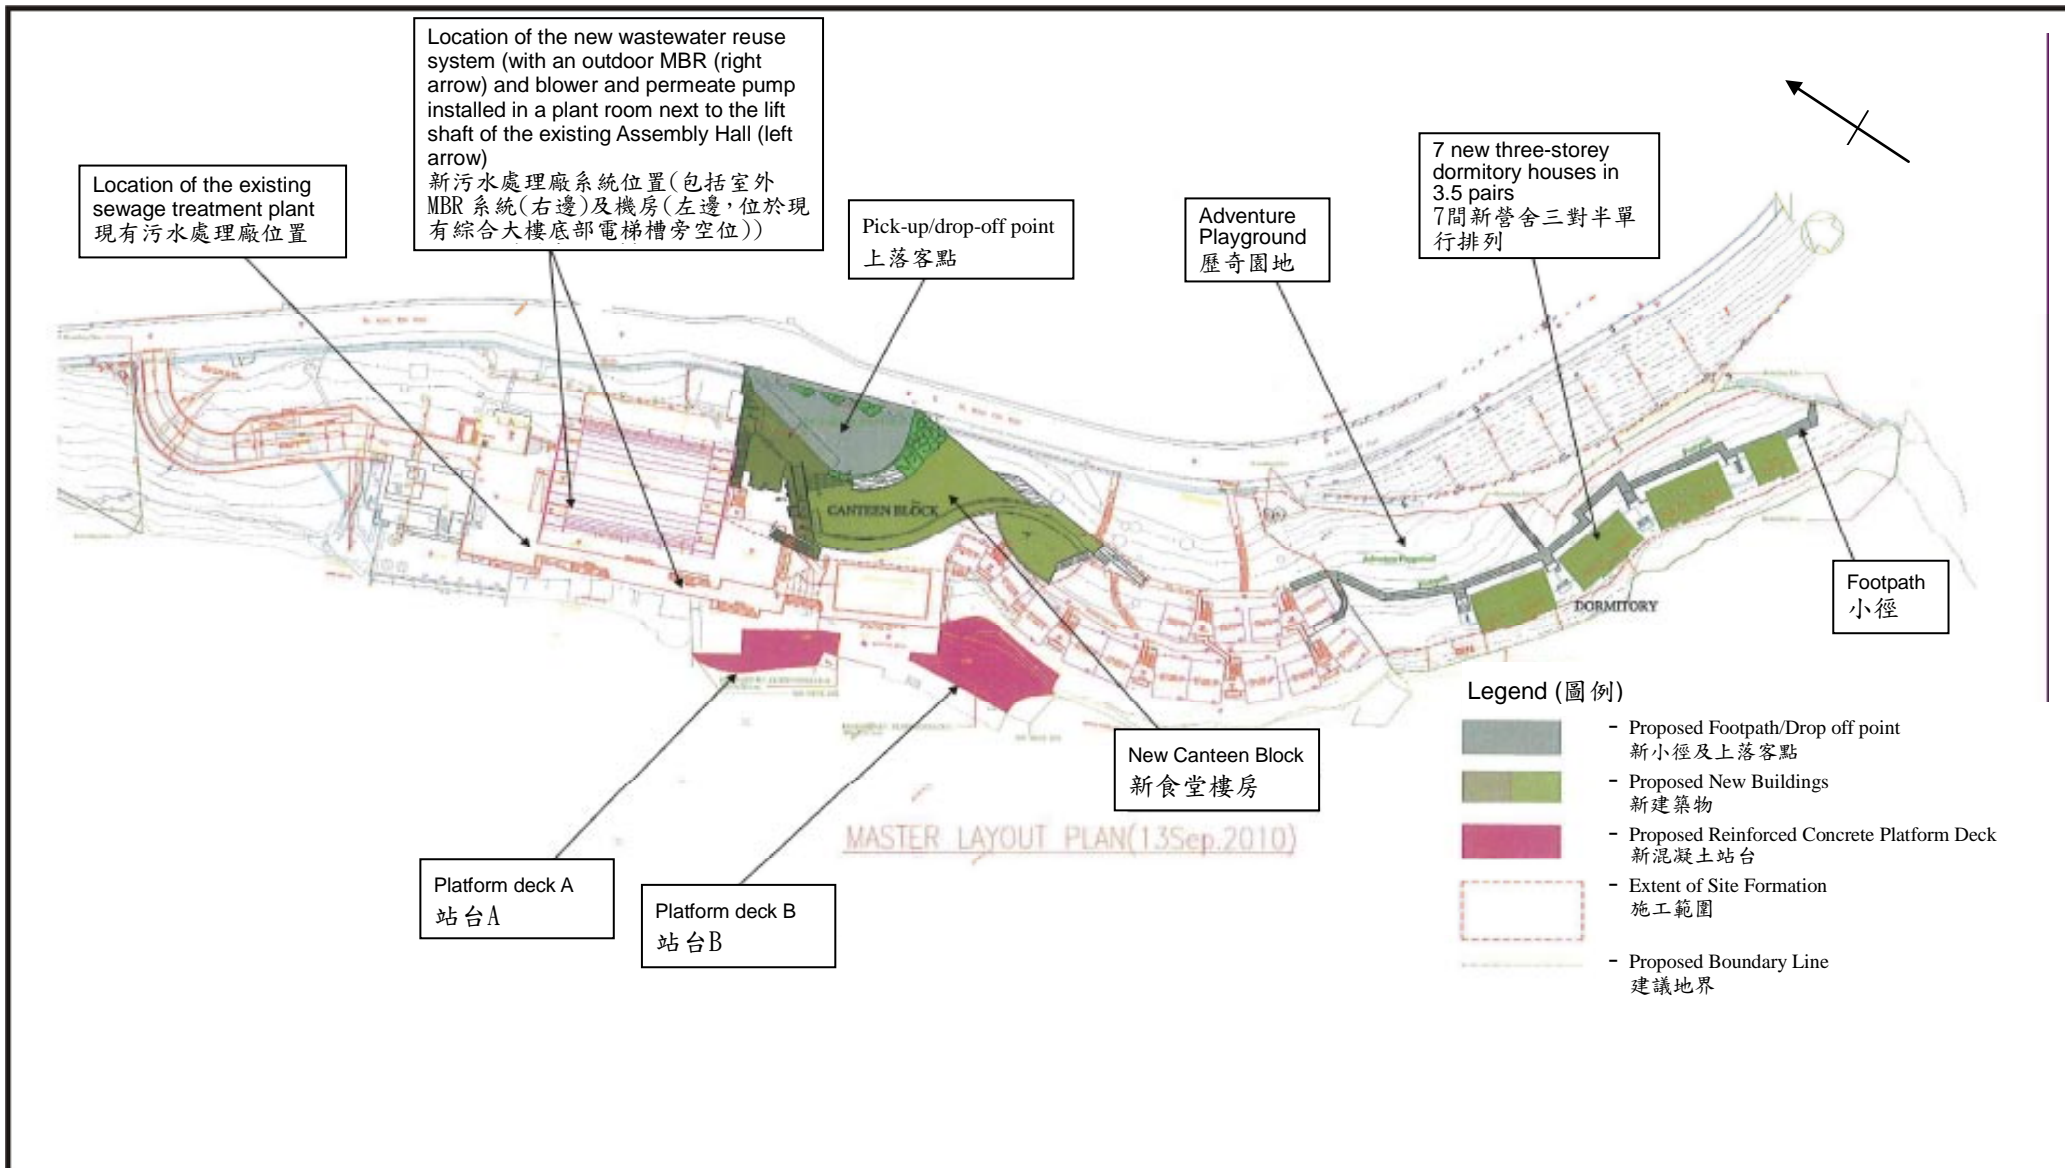 Location of the new wastewater reuse
system (with an outdoor MBR (right
arrow) and blower and permeate pump
installed in a plant room next to the lift
shaft of the existing Assembly Hall (left
arrow)
新污水處理廠系統位置(包括室外
MBR 系統(右邊)及機房(左邊，位於現
有綜合大樓底部電梯槽旁空位))
Location of the existing
sewage treatment plant
現有污水處理廠位置
Pick-up/drop-off point
上落客點
Adventure
Playground
歷奇園地
7 new three-storey
dormitory houses in
3.5 pairs
7間新營舍三對半單
行排列
CANTEEN BLOCK
Adventure Playground
DORMITORY
Footpath
小徑
New Canteen Block
新食堂樓房
Platform deck A
站台A
Platform deck B
站台B
MASTER LAYOUT PLAN(13Sep.2010)
Legend (圖例)
- Proposed Footpath/Drop off point
新小徑及上落客點
- Proposed New Buildings
新建築物
- Proposed Reinforced Concrete Platform Deck
新混凝土站台
- Extent of Site Formation
施工範圍
- Proposed Boundary Line
建議地界